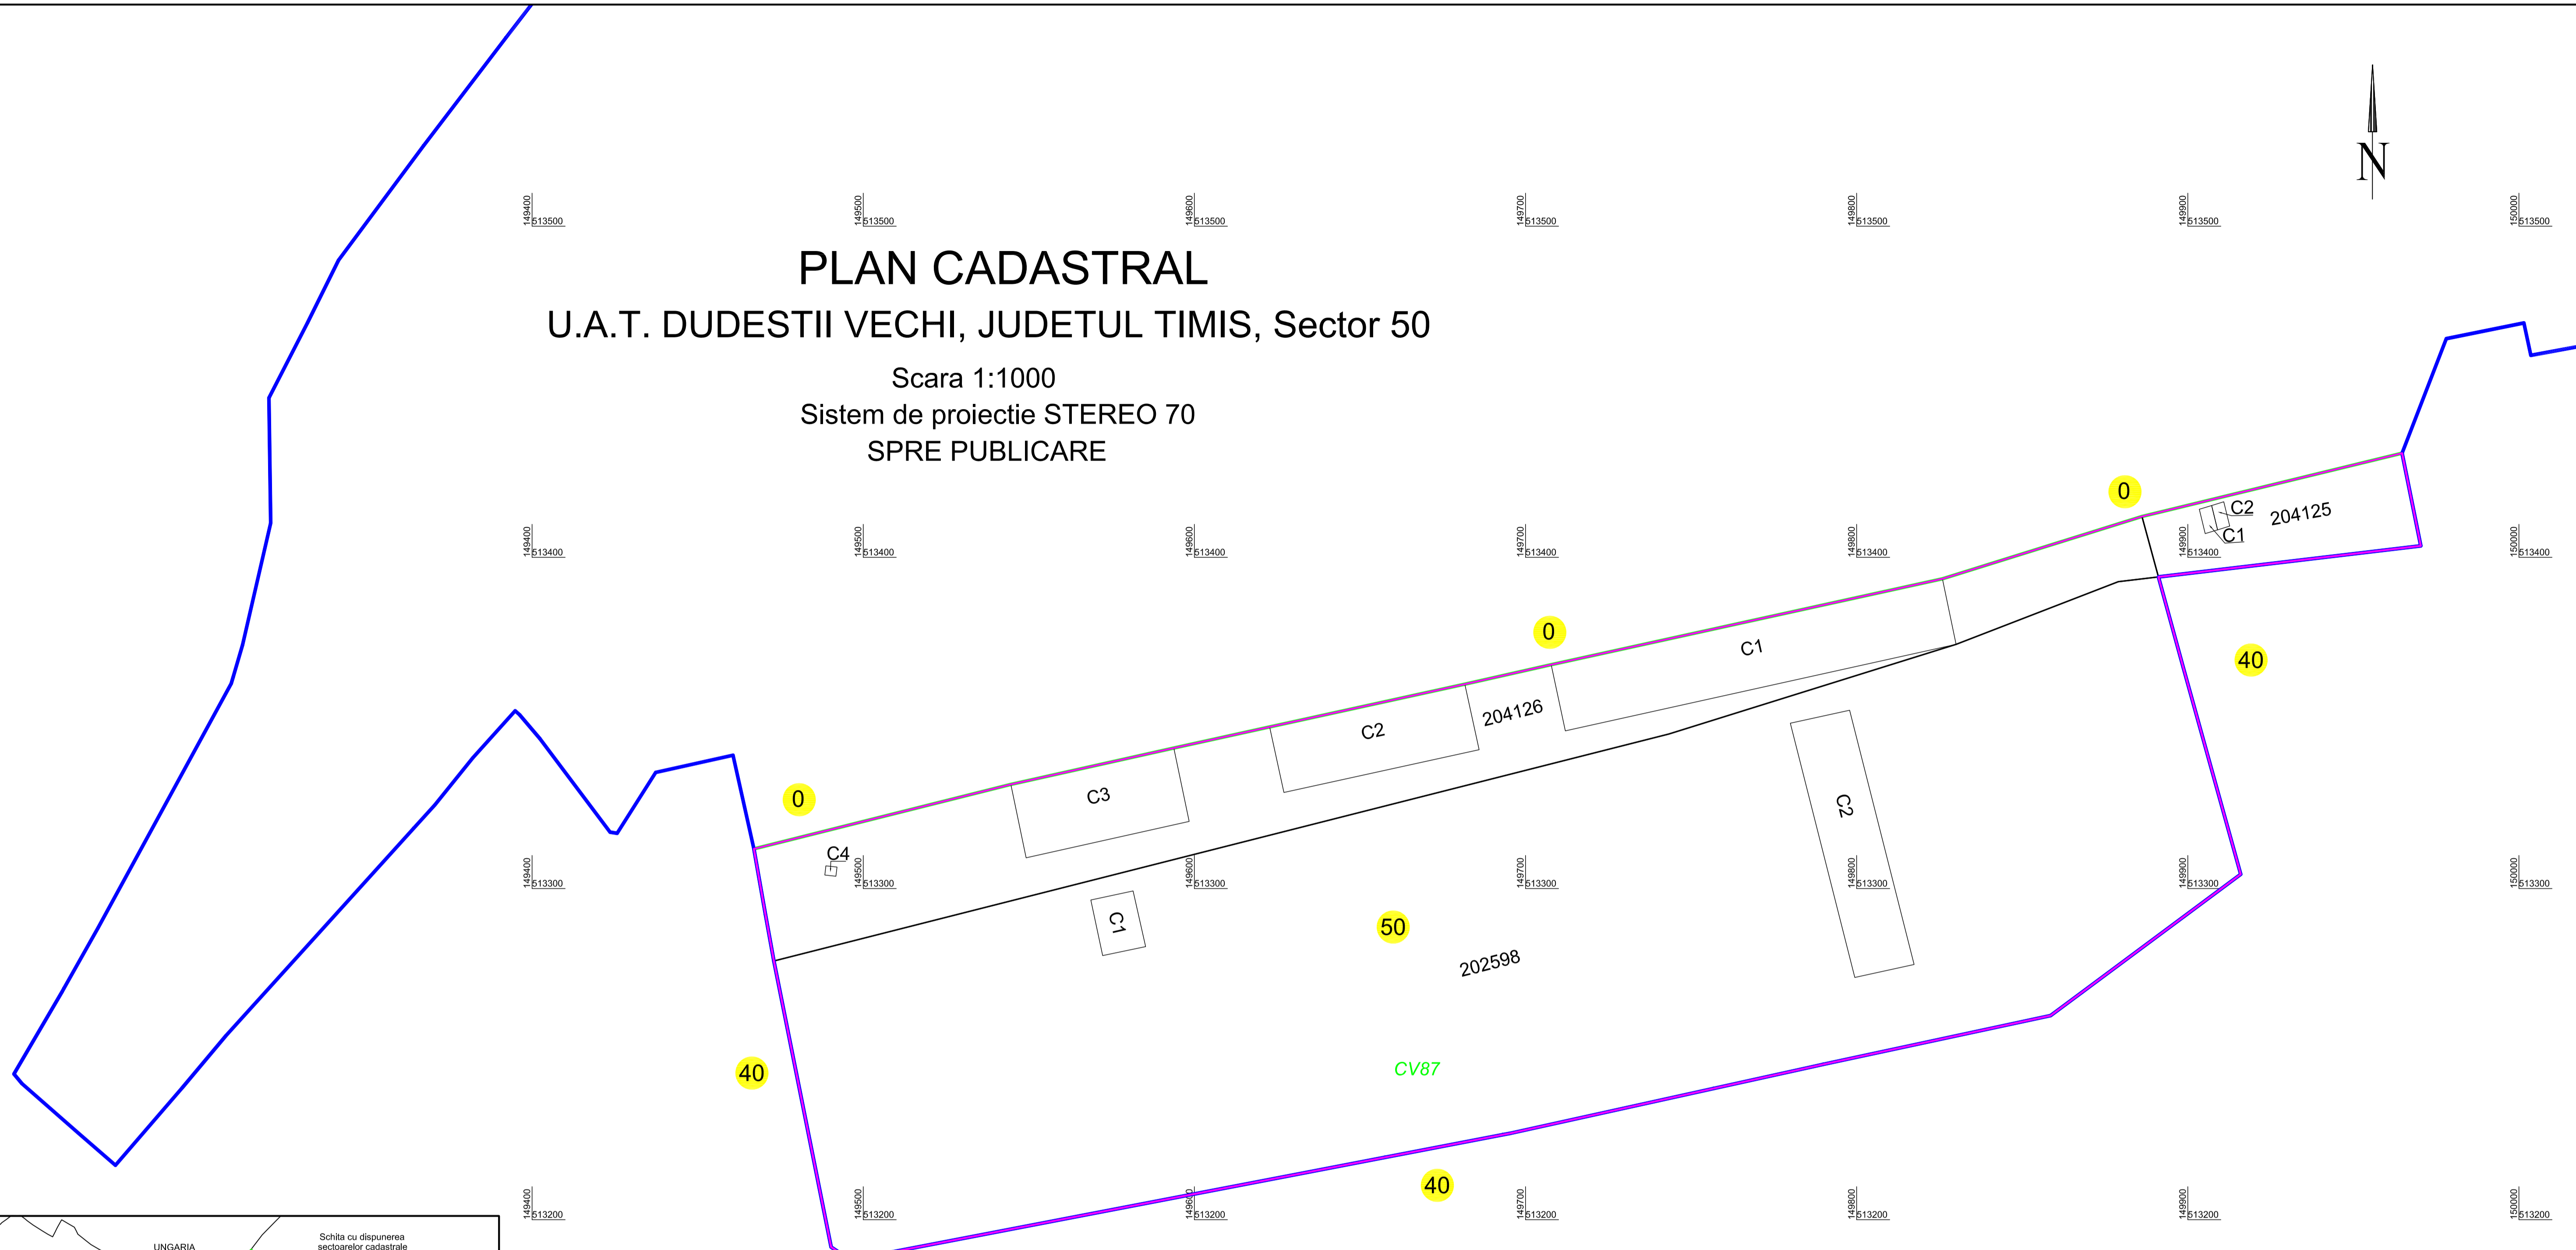 N
149400 149500 149600 149700 149800 149900 150000
513500 513500 513500 513500 513500 513500 513500
PLAN CADASTRAL
U.A.T. DUDESTII VECHI, JUDETUL TIMIS, Sector 50
Scara 1:1000
Sistem de proiectie STEREO 70
SPRE PUBLICARE
0
C2
204125
C1
149400 149500 149600 149700 149800 149900 150000
513400 513400 513400 513400 513400 513400 513400
0
C1
40
204126
C2
C3
0
C2
C4
149400 149500 149600 149700 149800 149900 150000
513300 513300 513300 513300 513300 513300 513300
C1
50
202598
40
CV87
40
149400 149500 149600 149700 149800 149900 150000
513200 513200 513200 513200 513200 513200 513200
Schita cu dispunerea
sectoarelor cadastrale
UNGARIA